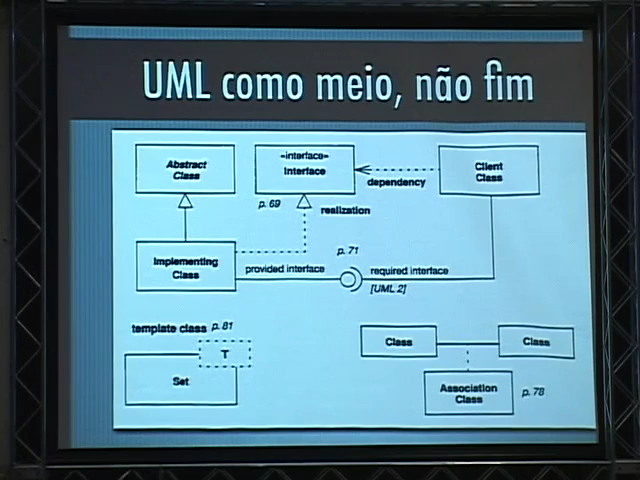 UML como meio, não fim
Abstract
Class
«interface»
Interface
Client
Class
dependency
p. 69
realization
Implementing
Class
p. 71
provided interface
required interface
[UML 2]
template class p. 81
T
Set
Class
Class
Association
Class
p. 78